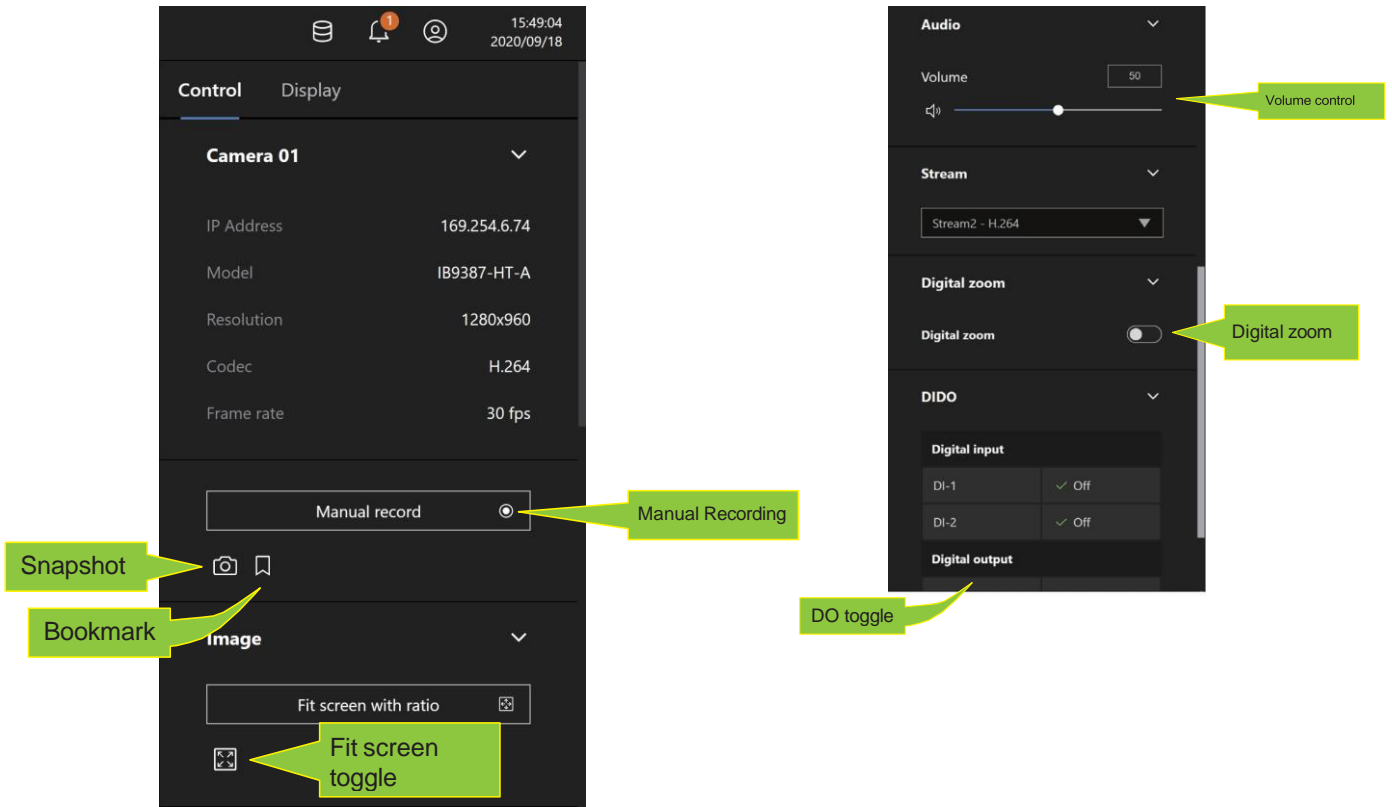 1
15:49:04
2020/09/18
Control Display
Camera 01
IP Address 169.254.6.74
Model IB9387-HT-A
Resolution 1280x960
Codec H.264
Frame rate 30 fps
Manual record
Manual Recording
Snapshot
Bookmark
Image
Fit screen with ratio
Fit screen
toggle
Audio
Volume 50
Volume control
Stream
Stream2 - H.264
Digital zoom
Digital zoom
Digital zoom
DIDO
Digital input
DI-1 Off
DI-2 Off
Digital output
DO toggle